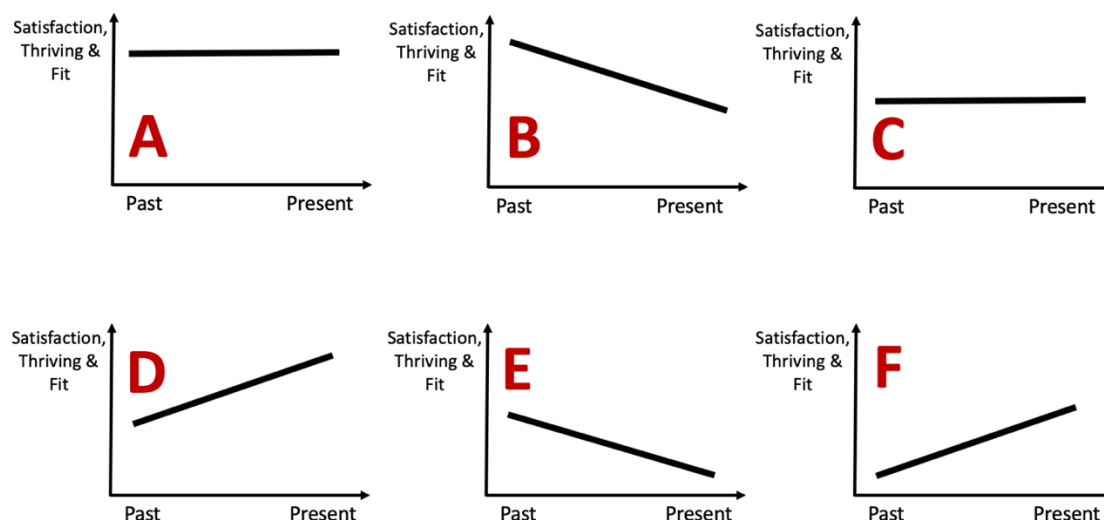 Satisfaction,
Thriving &
Fit
A
Past Present
Satisfaction,
Thriving &
Fit
B
Past Present
Satisfaction,
Thriving &
Fit
C
Past Present
Satisfaction,
Thriving &
Fit
D
Past Present
Satisfaction,
Thriving &
Fit
E
Past Present
Satisfaction,
Thriving &
Fit
F
Past Present